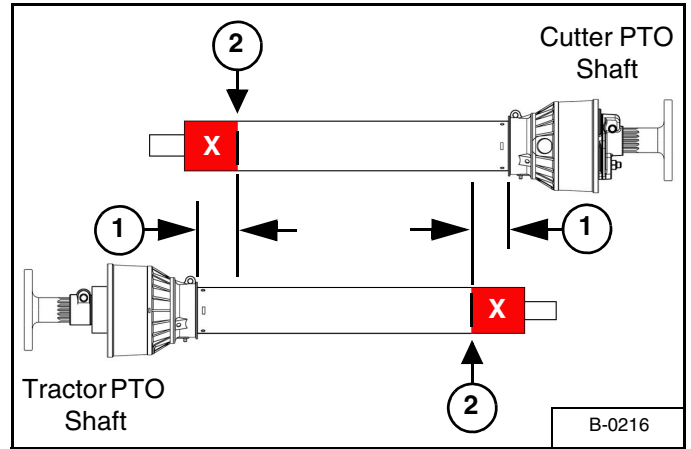 2
Cutter PTO
Shaft
X
1
1
X
Tractor PTO
Shaft
2
B-0216